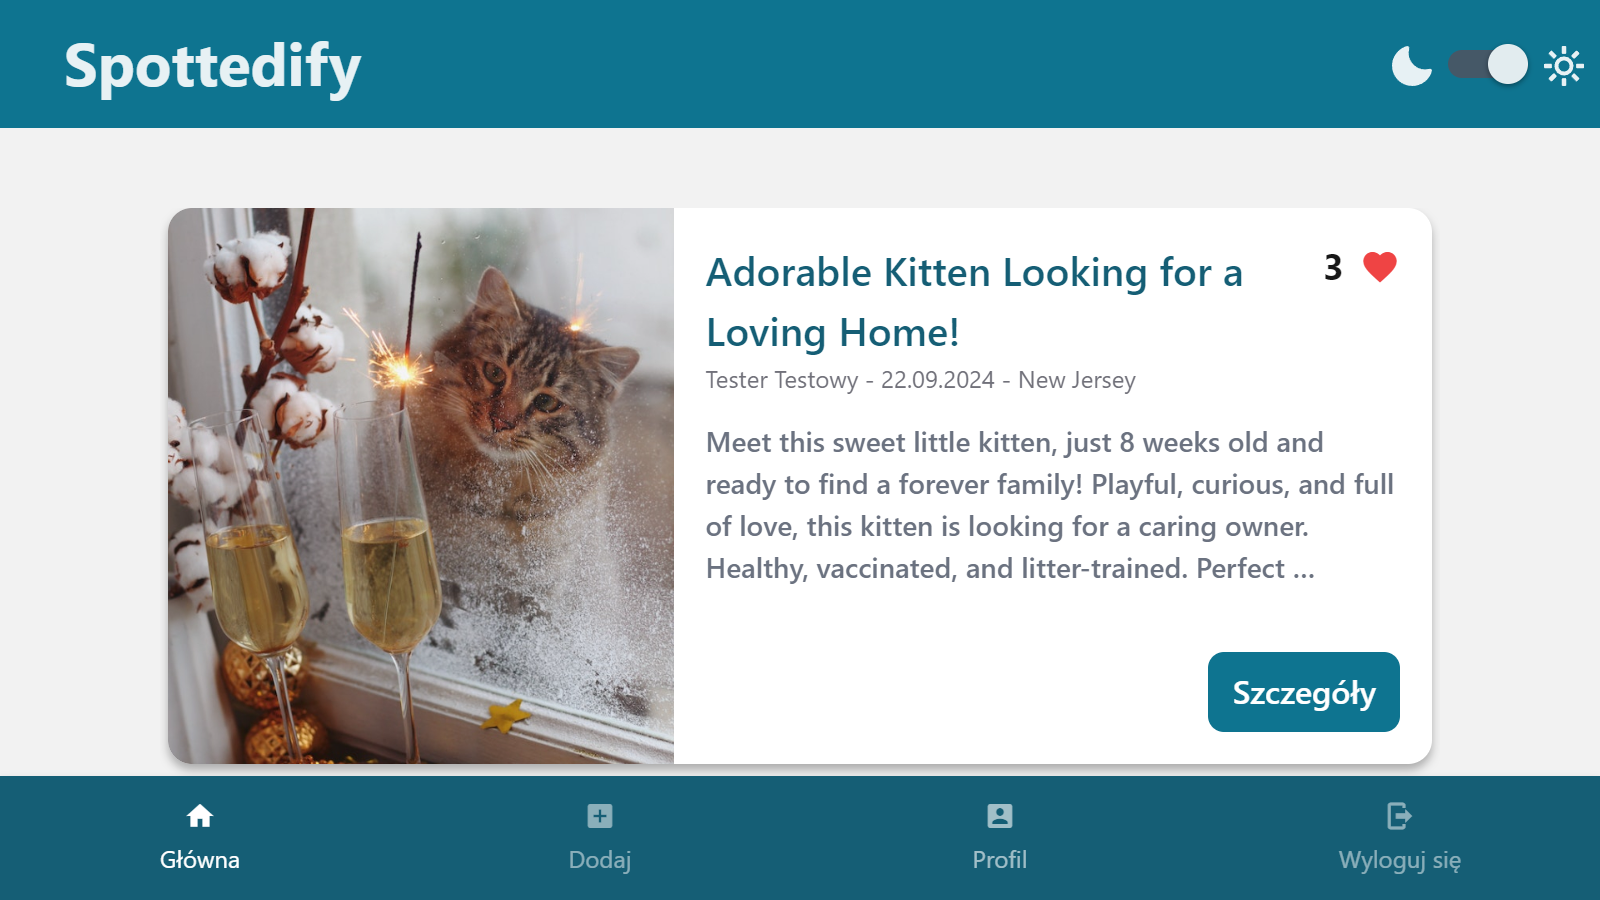 Spottedify
Adorable Kitten Looking for a
Loving Home!
3
Tester Testowy - 22.09.2024 - New Jersey
Meet this sweet little kitten, just 8 weeks old and
ready to find a forever family! Playful, curious, and full
of love, this kitten is looking for a caring owner.
Healthy, vaccinated, and litter-trained. Perfect ...
Szczegóły
Główna
Dodaj
Profil
Wyloguj się